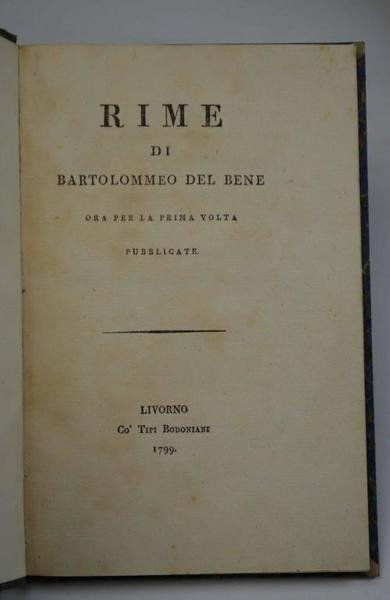 RIME
DI
BARTOLOMMEO DEL BENE
ORA PER LA PRIMA VOLTA
PUBBLICATE.
LIVORNO
Co' Tipi Bodoniani
1799.